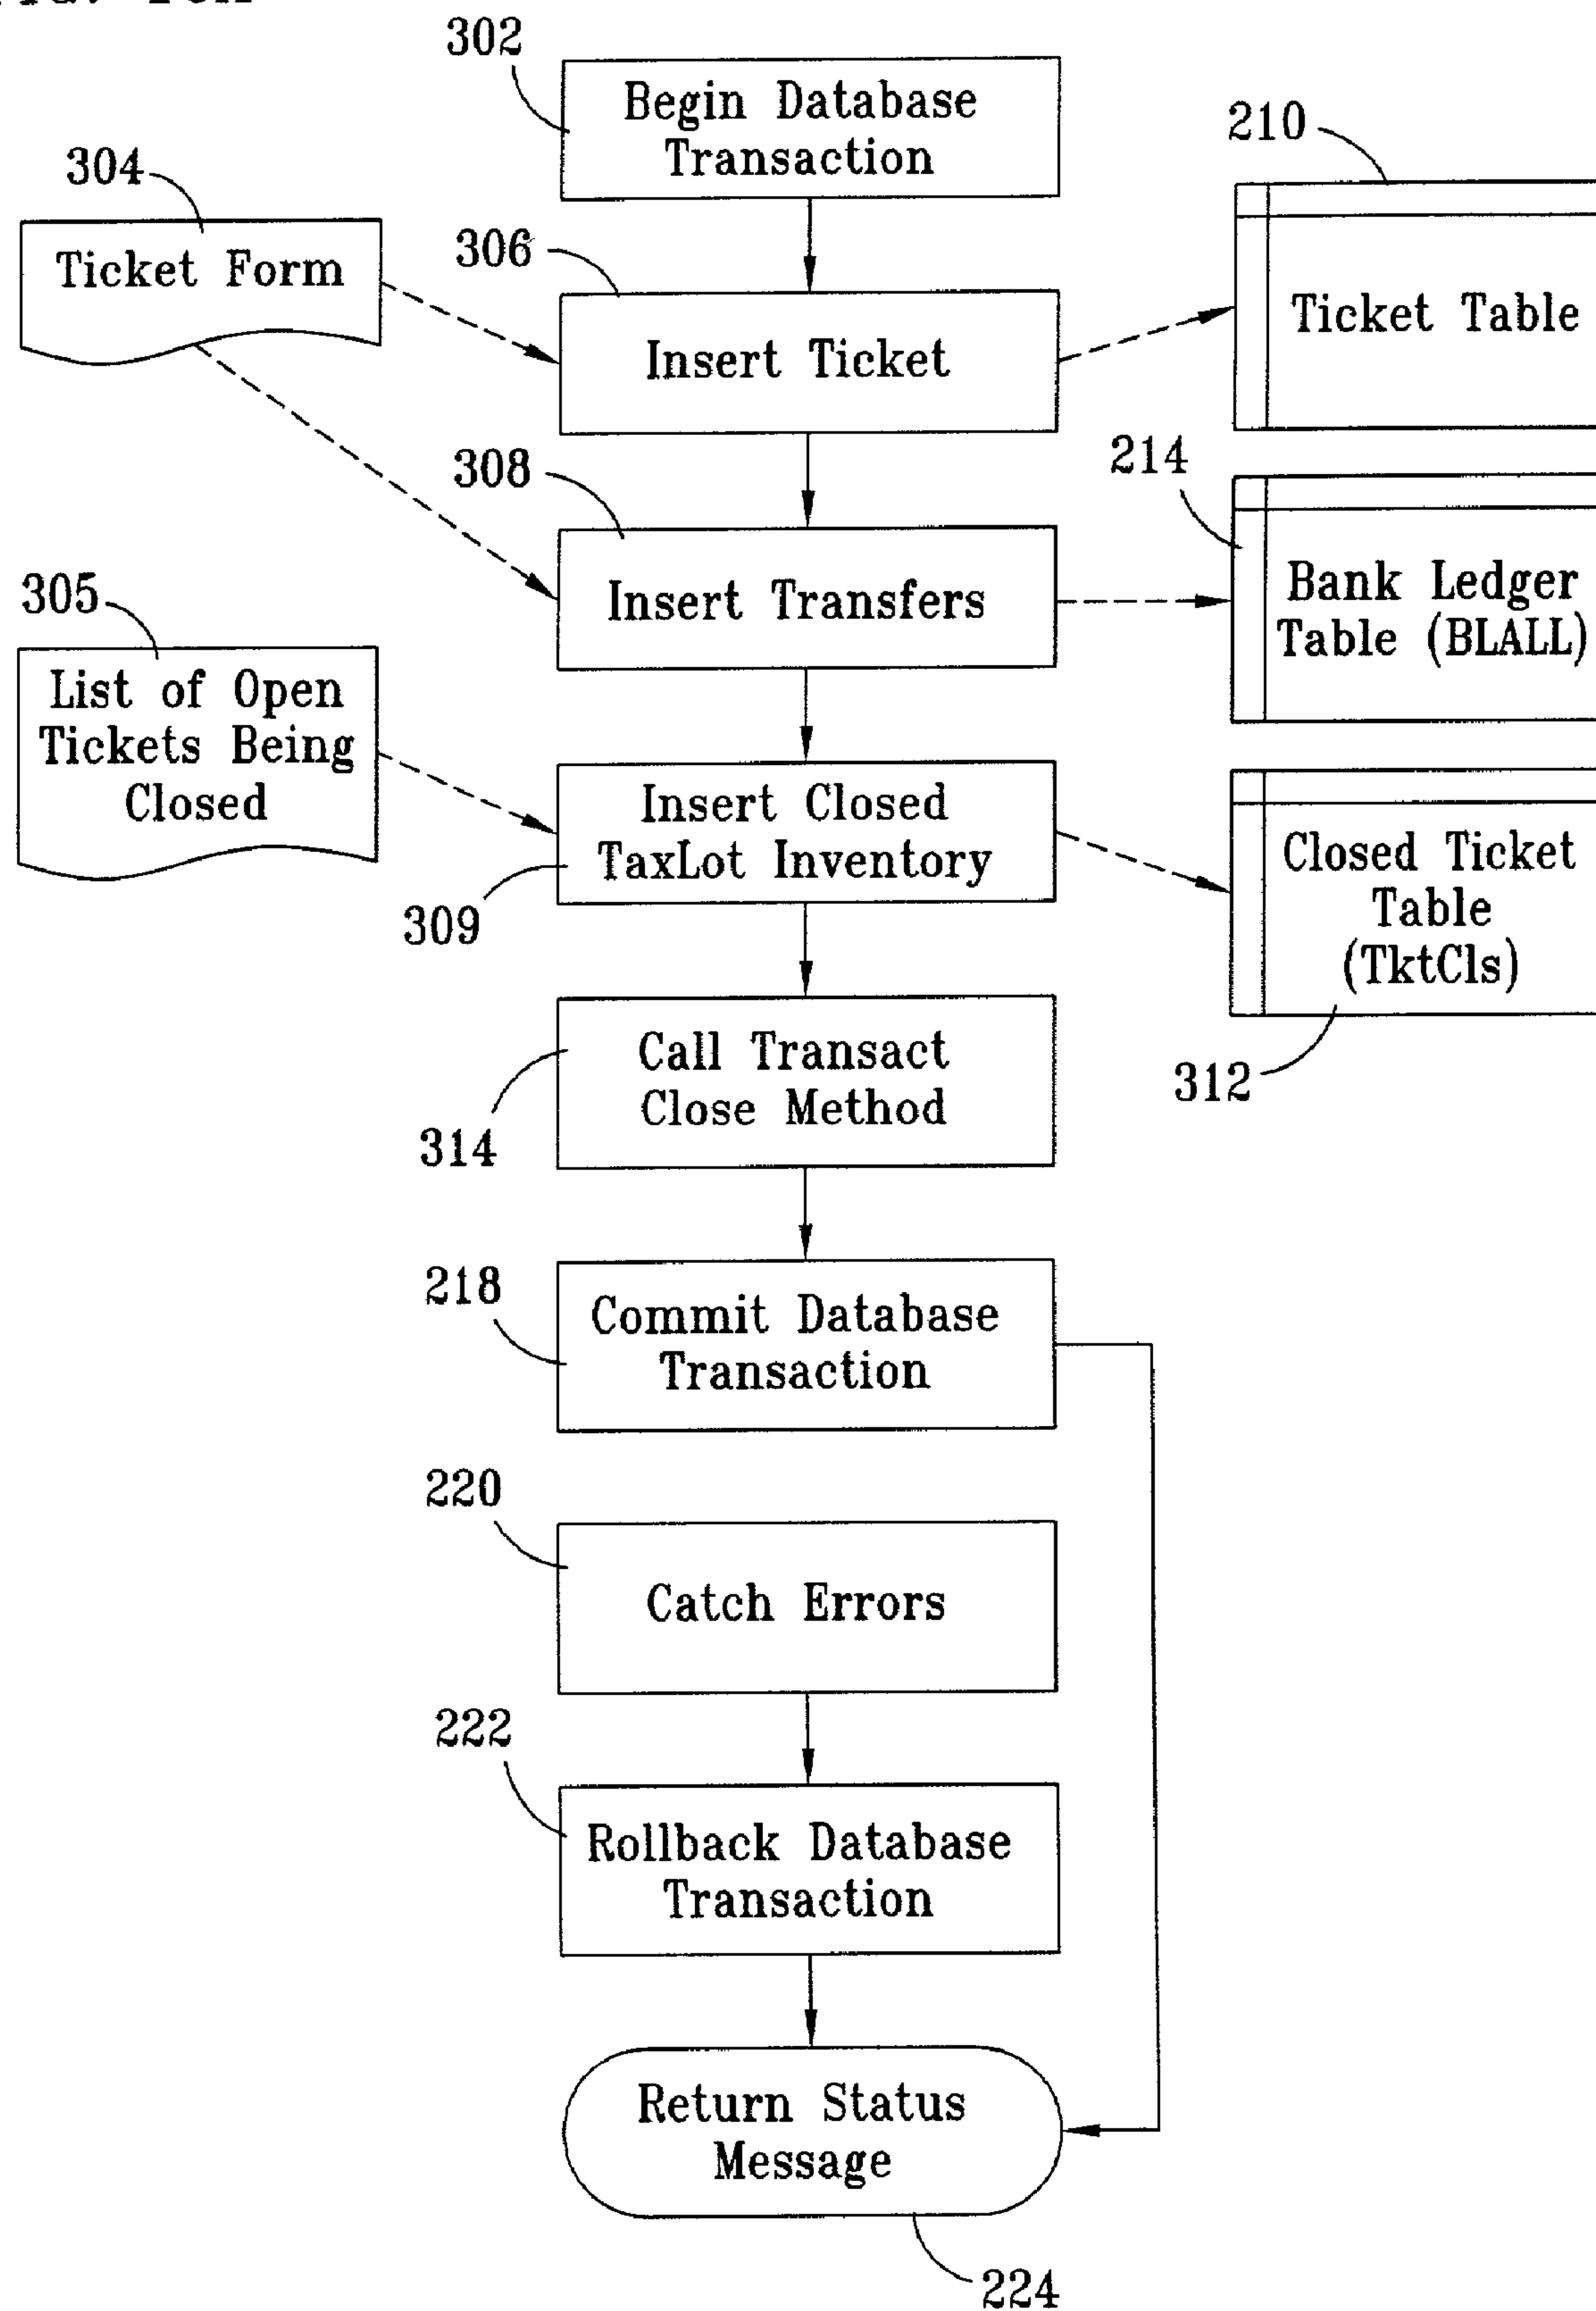 302
Begin Database
Transaction
210
304
Ticket Form
306
Insert Ticket
Ticket Table
308
Insert Transfers
214
Bank Ledger
Table (BLALL)
305
List of Open
Tickets Being
Closed
Insert Closed
TaxLot Inventory
309
Closed Ticket
Table
(TktCls)
312
Call Transact
Close Method
314
218
Commit Database
Transaction
220
Catch Errors
222
Rollback Database
Transaction
Return Status
Message
224